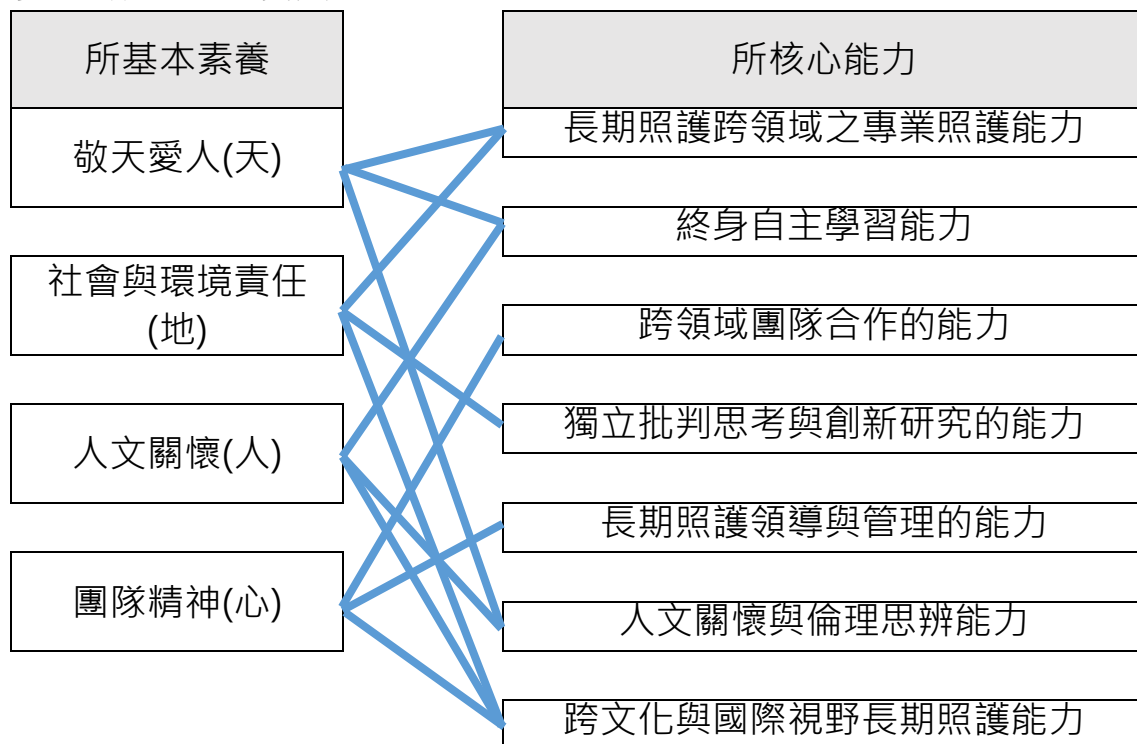 所基本素養
所核心能力
敬天愛人(天)
社會與環境責任
(地)
人文關懷(人)
團隊精神(心)
長期照護跨領域之專業照護能力
終身自主學習能力
跨領域團隊合作的能力
獨立批判思考與創新研究的能力
長期照護領導與管理的能力
人文關懷與倫理思辨能力
跨文化與國際視野長期照護能力